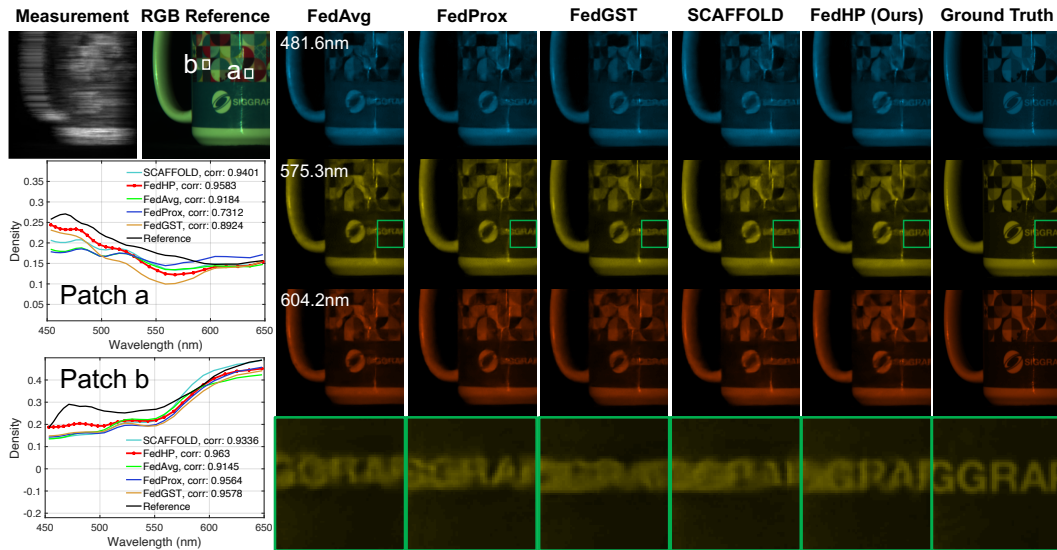 Measurement RGB Reference FedAvg FedProx FedGST SCAFFOLD FedHP (Ours) Ground Truth
b a
SIGGRAP
481.6nm
575.3nm
604.2nm
SCAFFOLD, corr: 0.9401
FedHP, corr: 0.9583
FedAvg, corr: 0.9184
FedProx, corr: 0.7312
FedGST, corr: 0.8924
Reference
0.35
0.3
0.25
0.2
0.15
0.1
0.05
Density
Patch a
450 500 550 600 650
Wavelength (nm)
Patch b
0.4
0.3
0.2
0.1
0
-0.1
-0.2
Density
SCAFFOLD, corr: 0.9336
FedHP, corr: 0.963
FedAvg, corr: 0.9145
FedProx, corr: 0.9564
FedGST, corr: 0.9578
Reference
450 500 550 600 650
Wavelength (nm)
GGRAP